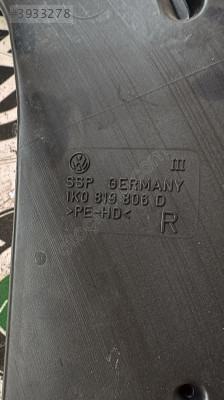 #3933278
III
SSP GERMANY
1K0 819 806 D
>PE-HD<
R